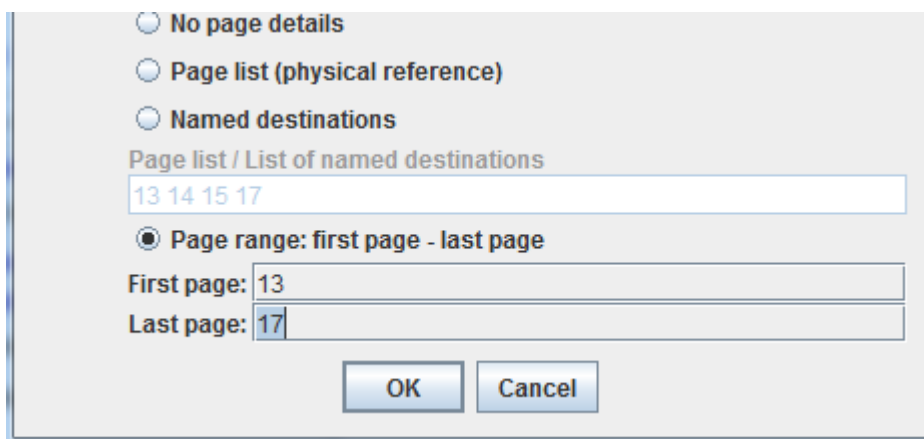 No page details
Page list (physical reference)
Named destinations
Page list / List of named destinations
13 14 15 17
Page range: first page - last page
First page: 13
Last page: 17
OK Cancel